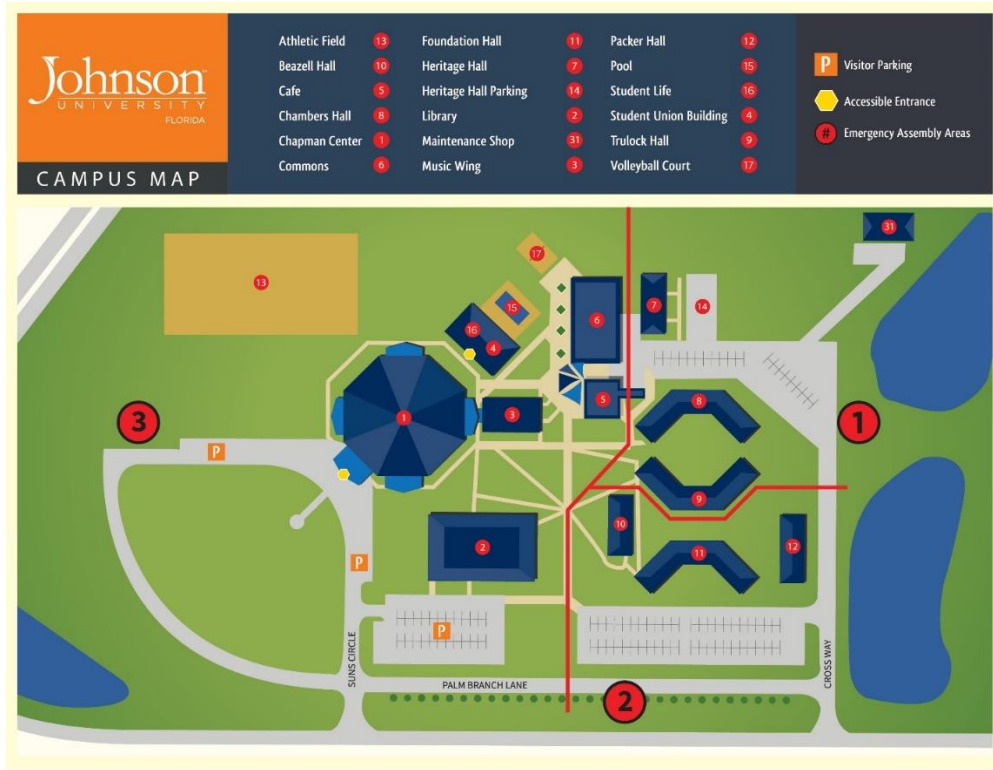 Johnson
UNIVERSITY
FLORIDA
CAMPUS MAP
Athletic Field 13
Beazell Hall 10
Cafe 5
Chambers Hall 8
Chapman Center 1
Commons 6
Foundation Hall 11
Heritage Hall 7
Heritage Hall Parking 14
Library 2
Maintenance Shop 31
Music Wing 3
Packer Hall 12
Pool 15
Student Life 16
Student Union Building 4
Trulock Hall 9
Volleyball Court 17
P Visitor Parking
Accessible Entrance
# Emergency Assembly Areas
31
17
13
15
7
14
16
6
4
5
8
1
3
3
1
P
9
10
2
11
12
P
P
SUNS CIRCLE
PALM BRANCH LANE
CROSS WAY
2